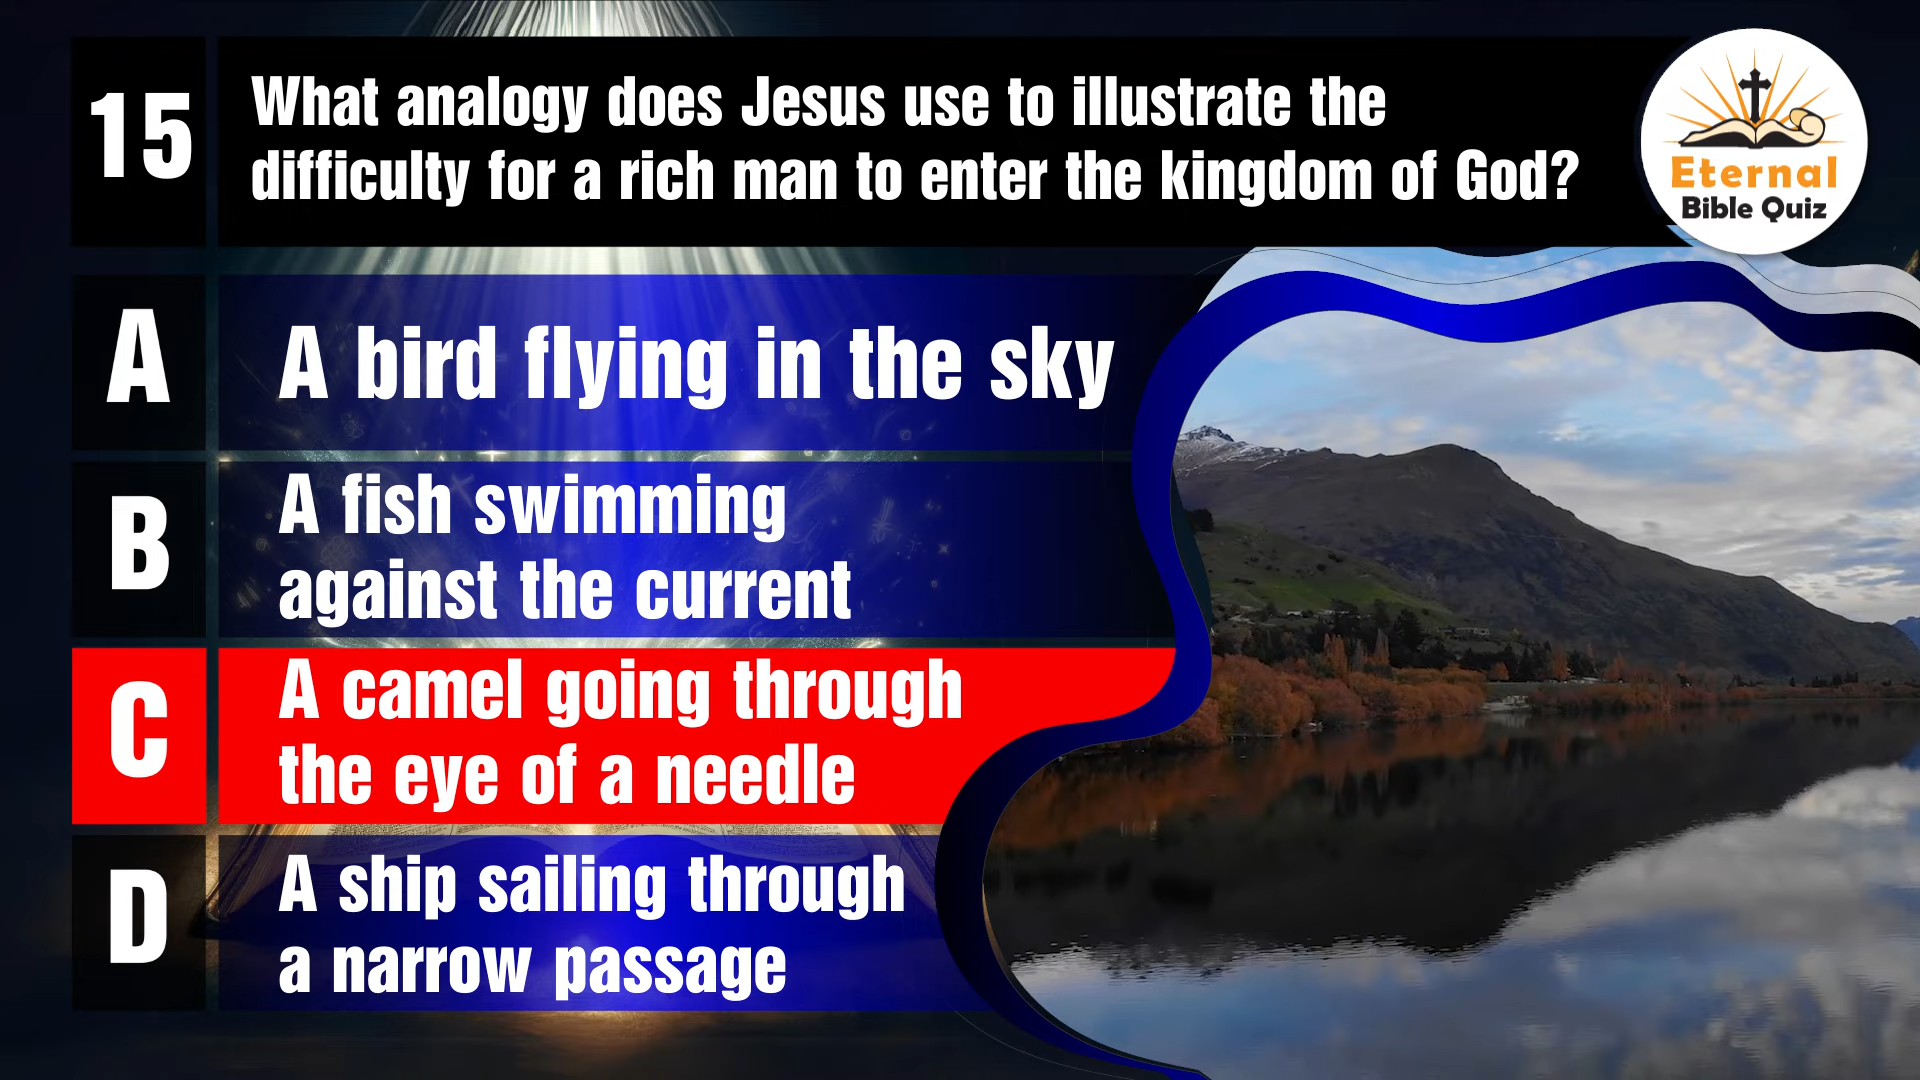 15
What analogy does Jesus use to illustrate the
difficulty for a rich man to enter the kingdom of God?
Eternal
Bible Quiz
A
A bird flying in the sky
B
A fish swimming
against the current
C
A camel going through
the eye of a needle
D
A ship sailing through
a narrow passage